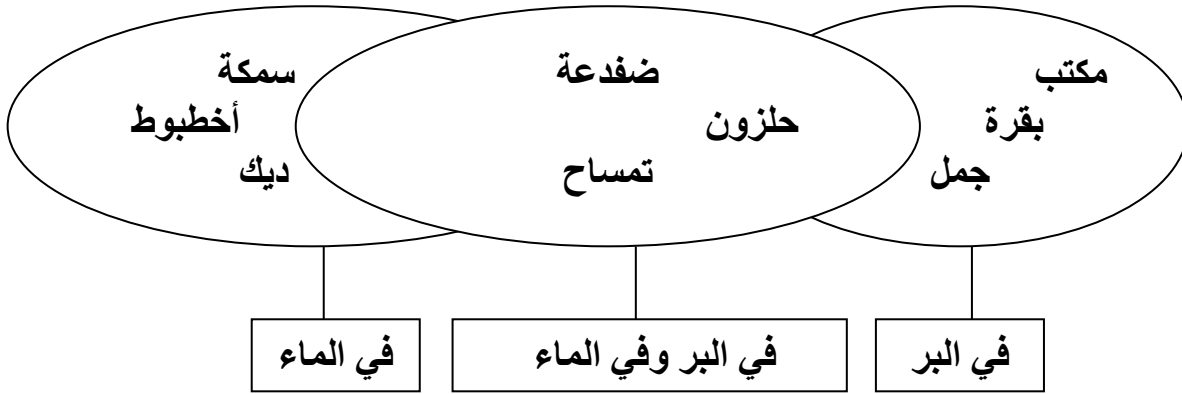 مكتب
بقرة
جمل
ضفدعة
حلزون
تمساح
سمكة
أخطبوط
ديك
في البر
في البر وفي الماء
في الماء